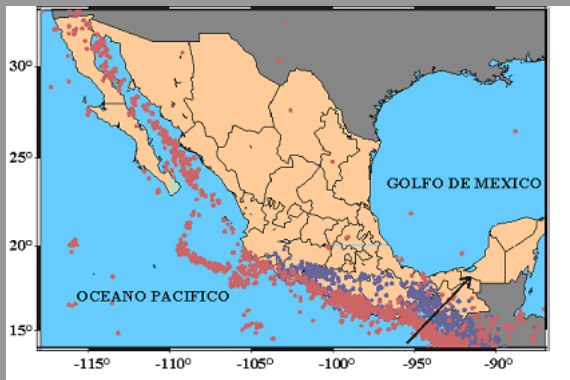 30º
25º
GOLFO DE MEXICO
20º
OCEANO PACIFICO
15º
-115º
-110º
-105º
-100º
-95º
-90º